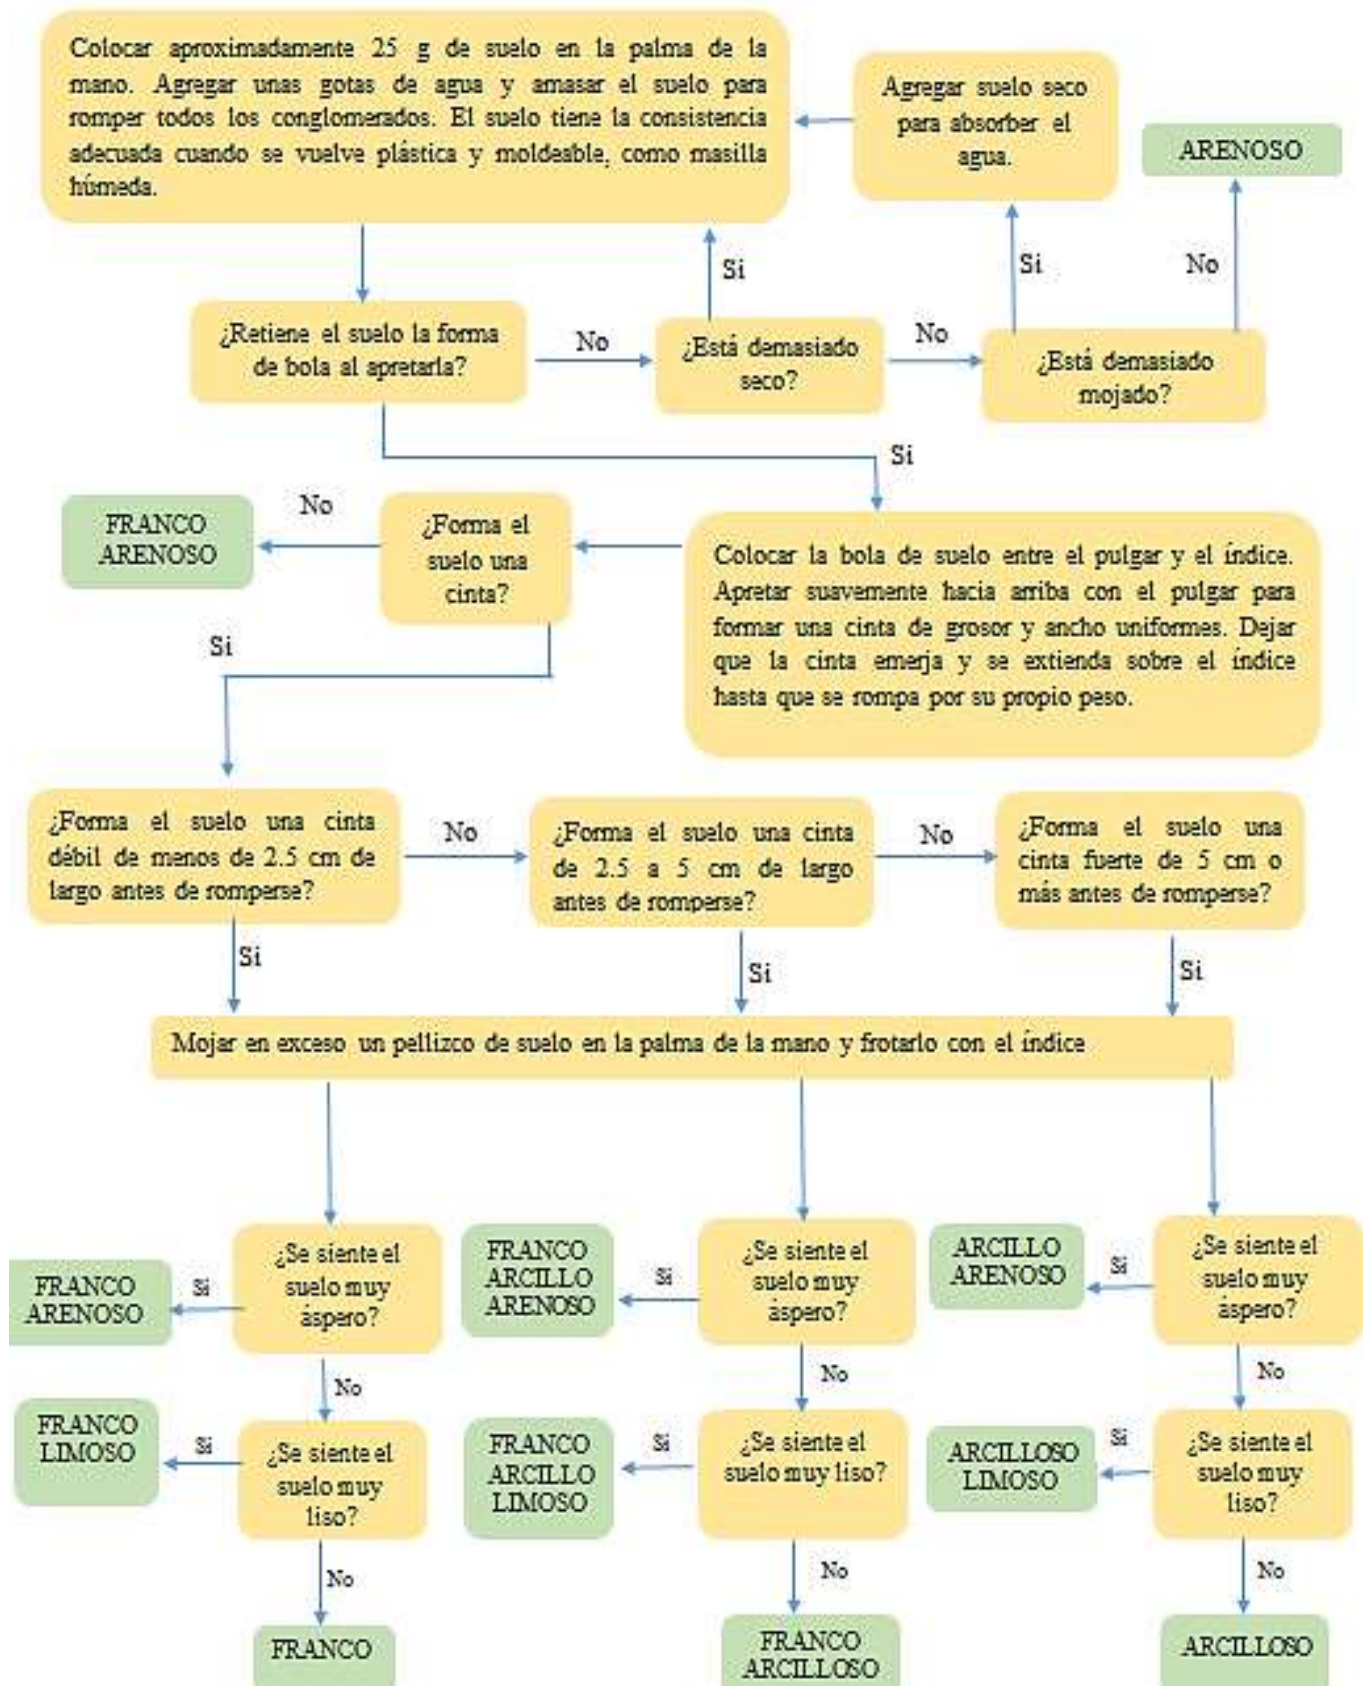 Colocar aproximadamente 25 g de suelo en la palma de la
mano. Agregar unas gotas de agua y amasar el suelo para
romper todos los conglomerados. El suelo tiene la consistencia
adecuada cuando se vuelve plástica y moldeable, como masilla
húmeda.
Agregar suelo seco
para absorber el
agua.
ARENOSO
Si
Si
No
¿Retiene el suelo la forma
de bola al apretarla?
No
¿Está demasiado
seco?
No
¿Está demasiado
mojado?
Si
FRANCO
ARENOSO
No
¿Forma el
suelo una
cinta?
Colocar la bola de suelo entre el pulgar y el índice.
Apretar suavemente hacia arriba con el pulgar para
formar una cinta de grosor y ancho uniformes. Dejar
que la cinta emerja y se extienda sobre el índice
hasta que se rompa por su propio peso.
Si
¿Forma el suelo una cinta
débil de menos de 2.5 cm de
largo antes de romperse?
No
¿Forma el suelo una cinta
de 2.5 a 5 cm de largo
antes de romperse?
No
¿Forma el suelo una
cinta fuerte de 5 cm o
más antes de romperse?
Si
Si
Si
Mojar en exceso un pellizco de suelo en la palma de la mano y frotarlo con el índice
FRANCO
ARENOSO
Si
¿Se siente el
suelo muy
áspero?
FRANCO
ARCILLO
ARENOSO
Si
¿Se siente el
suelo muy
áspero?
ARCILLO
ARENOSO
Si
¿Se siente el
suelo muy
áspero?
No
No
No
FRANCO
LIMOSO
Si
¿Se siente el
suelo muy
liso?
FRANCO
ARCILLO
LIMOSO
Si
¿Se siente el
suelo muy liso?
ARCILLOSO
LIMOSO
Si
¿Se siente el
suelo muy
liso?
No
No
No
FRANCO
FRANCO
ARCILLOSO
ARCILLOSO